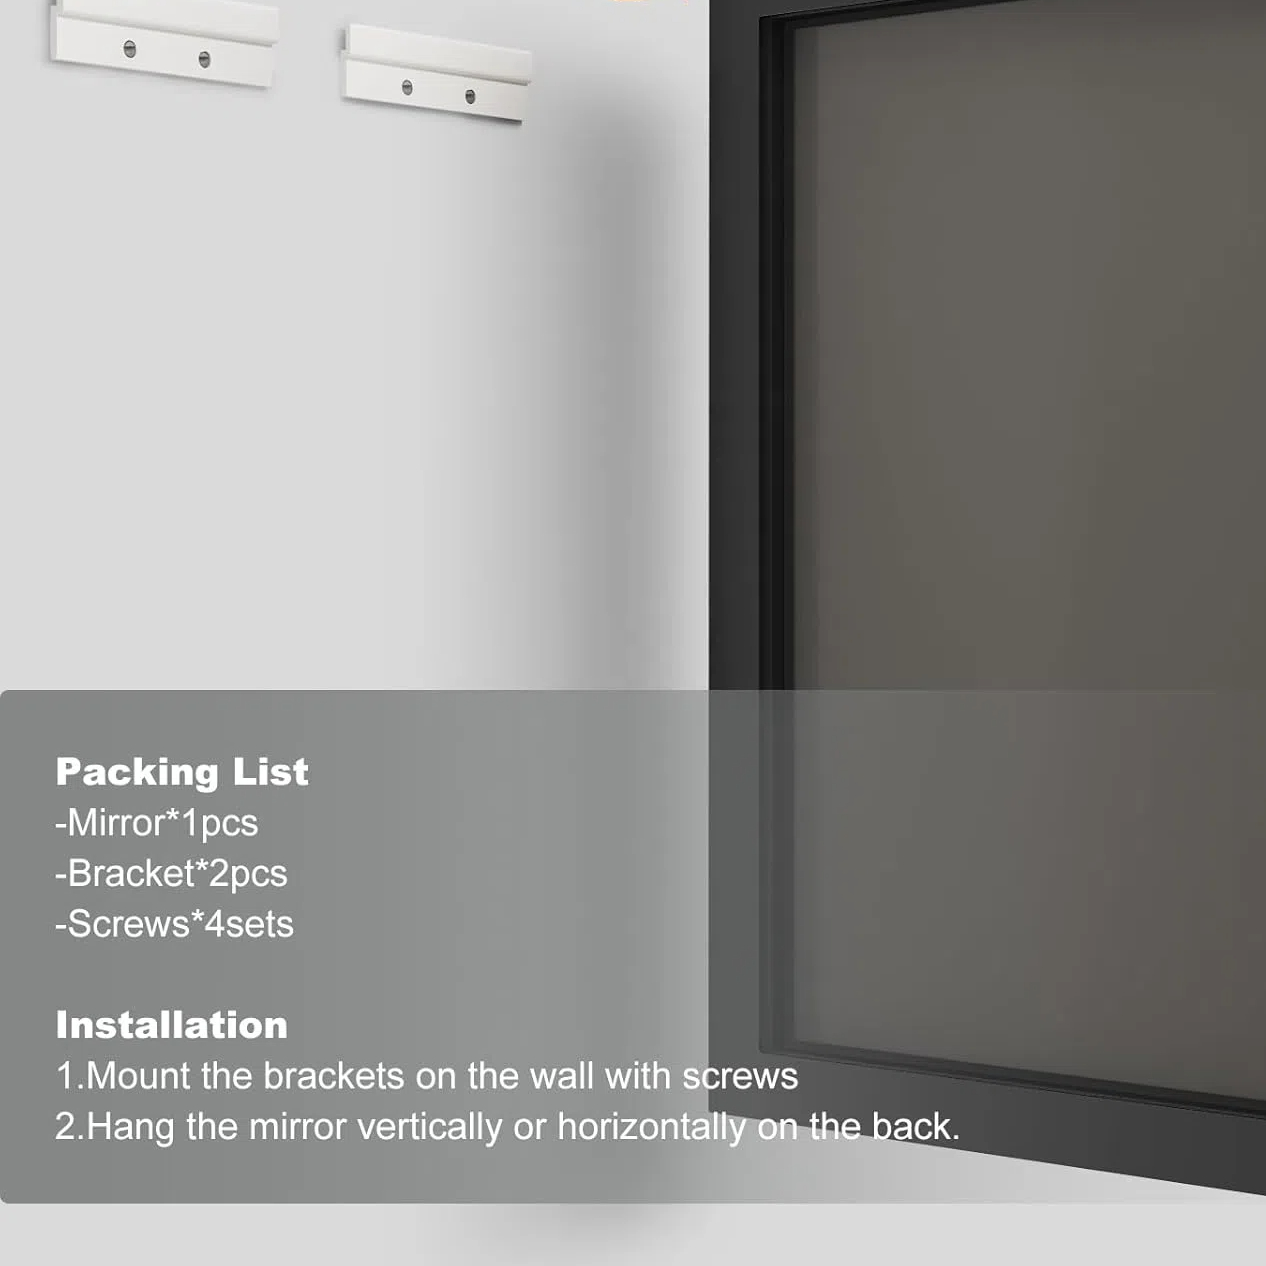 Packing List
-Mirror*1pcs
-Bracket*2pcs
-Screws*4sets
Installation
1.Mount the brackets on the wall with screws
2.Hang the mirror vertically or horizontally on the back.